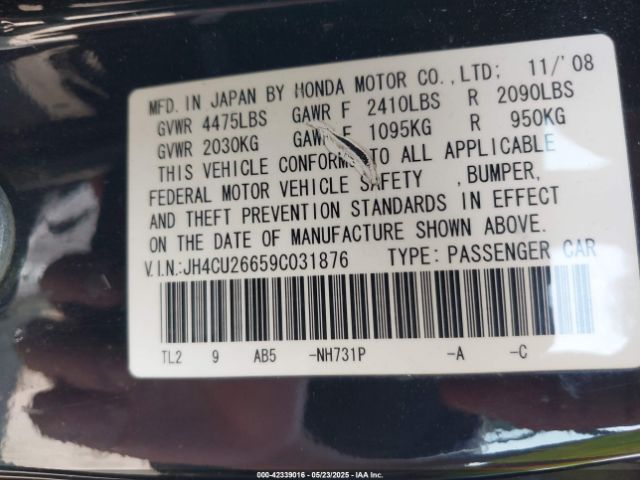 MFD. IN JAPAN BY HONDA MOTOR CO.,LTD: 11/'08
GVWR 4475LBS GAWR F 2410LBS R 2090LBS
GVWR 2030KG GAWR F 1095KG R 950KG
THIS VEHICLE CONFORMS TO ALL APPLICABLE
FEDERAL MOTOR VEHICLE SAFETY ,BUMPER,
AND THEFT PREVENTION STANDARDS IN EFFECT
ON THE DATE OF MANUFACTURE SHOWN ABOVE.
V.I.N:JH4CU26659C031876 TYPE: PASSENGER CAR
TL2 9 AB5 -NH731P -A -C
000-42339016 - 05/23/2025 - IAA Inc.